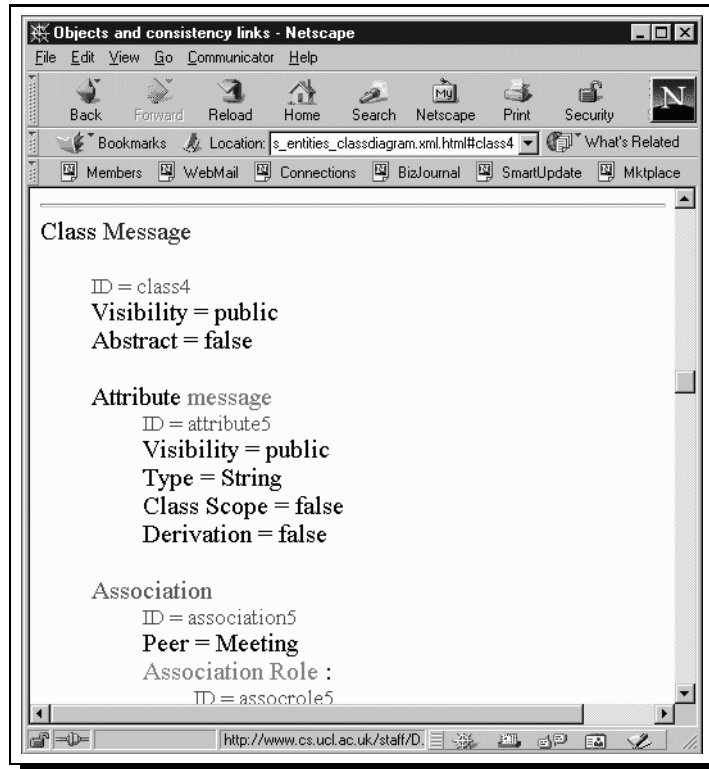 Objects and consistency links - Netscape
File Edit View Go Communicator Help
Back Forward Reload Home Search Netscape Print Security N
My
Bookmarks Location: s_entities_classdiagram.xml.html#class4 What's Related
Members WebMail Connections BizJournal SmartUpdate Mktplace
Class Message
ID = class4
Visibility = public
Abstract = false
Attribute message
ID = attribute5
Visibility = public
Type = String
Class Scope = false
Derivation = false
Association
ID = association5
Peer = Meeting
Association Role :
ID = assocrole5
http://www.cs.ucl.ac.uk/staff/D.